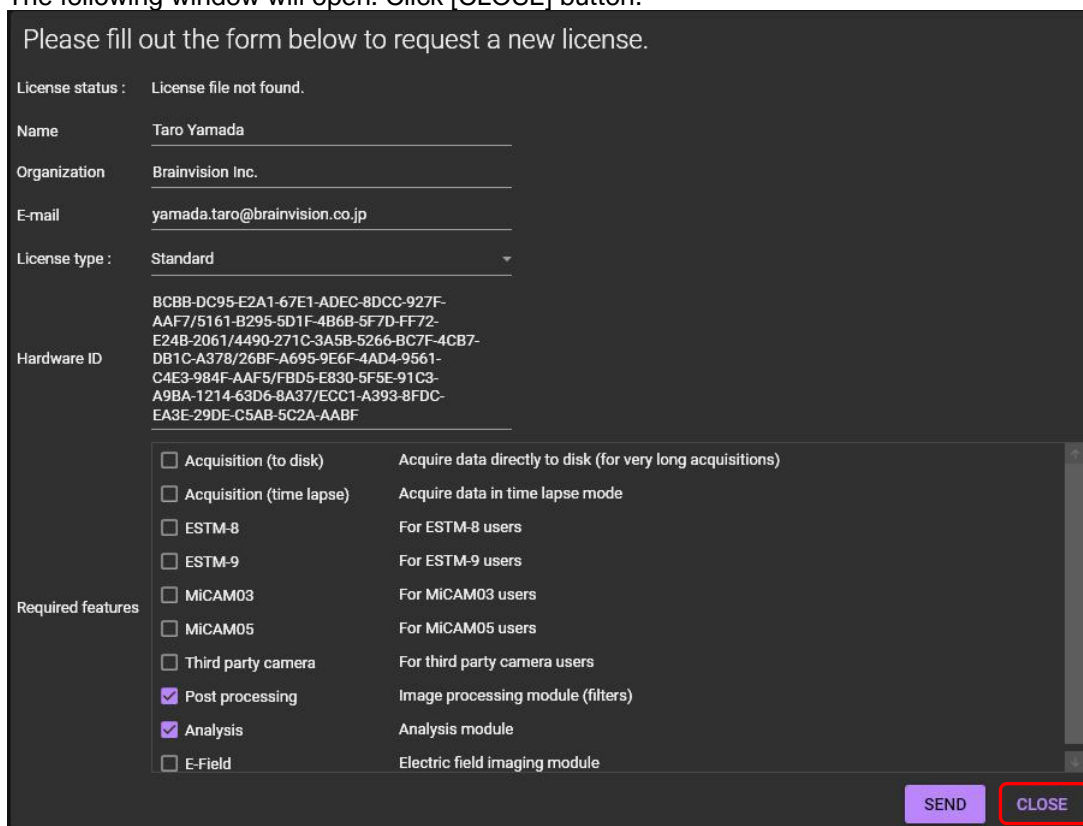 The following window will open. Click [CLOSE] button.
Please fill out the form below to request a new license.
License status : License file not found.
Name Taro Yamada
Organization Brainvision Inc.
E-mail yamada.taro@brainvision.co.jp
License type : Standard
Hardware ID
BCBB-DC95-E2A1-67E1-ADEC-8DCC-927F-
AAF7/5161-B295-5D1F-4B6B-5F7D-FF72-
E24B-2061/4490-271C-3A5B-5266-BC7F-4CB7-
DB1C-A378/26BF-A695-9E6F-4AD4-9561-
C4E3-984F-AAF5/FBD5-E830-5F5E-91C3-
A9BA-1214-63D6-8A37/ECC1-A393-8FDC-
EA3E-29DE-C5AB-5C2A-AABF
Required features
Acquisition (to disk) Acquire data directly to disk (for very long acquisitions)
Acquisition (time lapse) Acquire data in time lapse mode
ESTM-8 For ESTM-8 users
ESTM-9 For ESTM-9 users
MiCAM03 For MiCAM03 users
MiCAM05 For MiCAM05 users
Third party camera For third party camera users
Post processing Image processing module (filters)
Analysis Analysis module
E-Field Electric field imaging module
SEND CLOSE